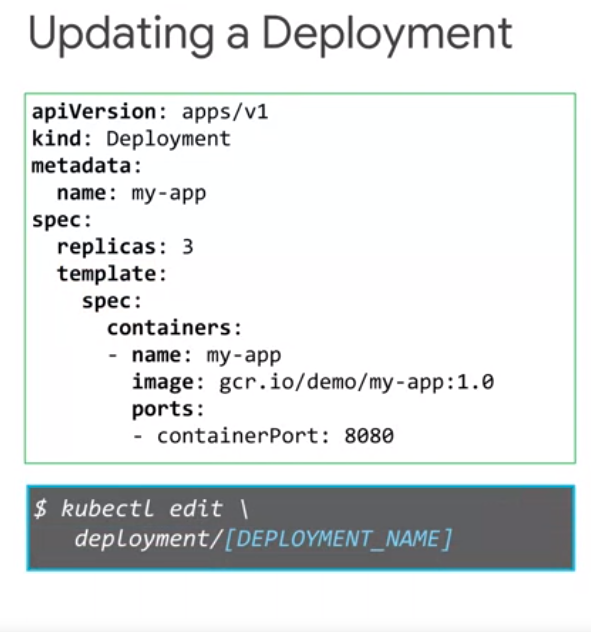 Updating a Deployment
apiVersion: apps/v1
kind: Deployment
metadata:
  name: my-app
spec:
  replicas: 3
  template:
    spec:
      containers:
      - name: my-app
        image: gcr.io/demo/my-app:1.0
        ports:
        - containerPort: 8080
$ kubectl edit \
   deployment/[DEPLOYMENT_NAME]